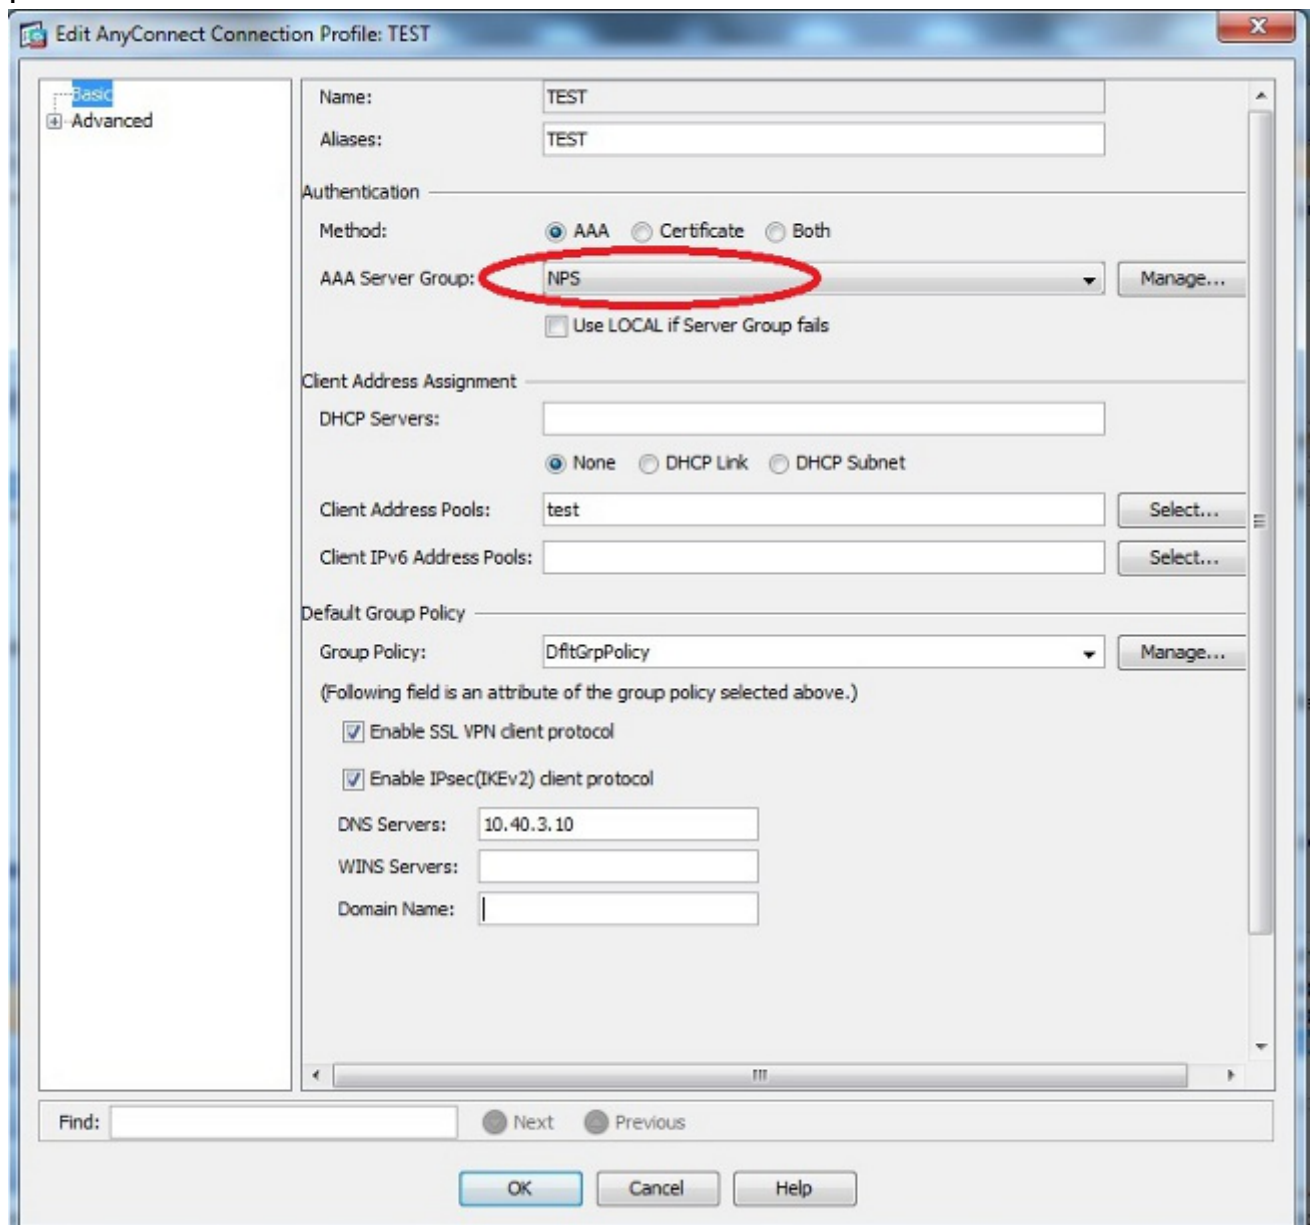 Edit AnyConnect Connection Profile: TEST
Basic
Advanced
Name: TEST
Aliases: TEST
Authentication
Method: AAA Certificate Both
AAA Server Group: NPS Manage...
Use LOCAL if Server Group fails
Client Address Assignment
DHCP Servers:
None DHCP Link DHCP Subnet
Client Address Pools: test Select...
Client IPv6 Address Pools: Select...
Default Group Policy
Group Policy: DfltGrpPolicy Manage...
(Following field is an attribute of the group policy selected above.)
Enable SSL VPN client protocol
Enable IPsec(IKEv2) client protocol
DNS Servers: 10.40.3.10
WINS Servers:
Domain Name:
Find: Next Previous
OK Cancel Help